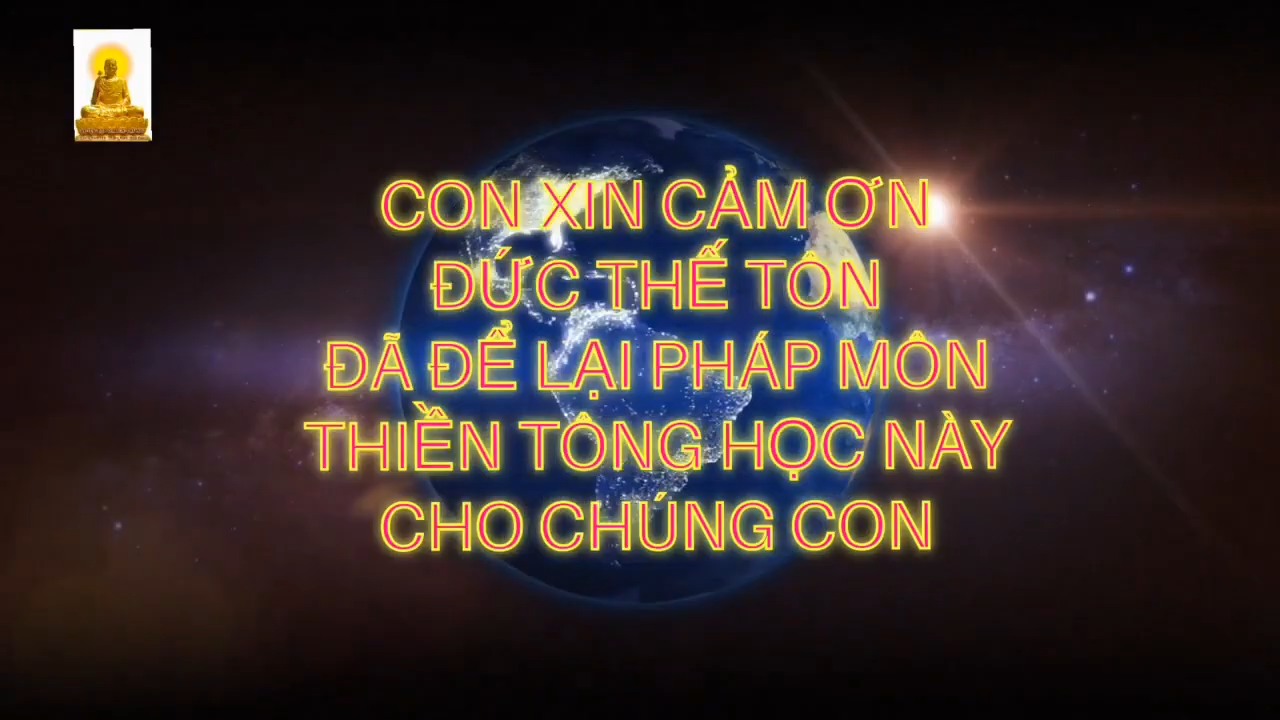 CON XIN CẢM ƠN
ĐỨC THẾ TÔN
ĐÃ ĐỂ LẠI PHÁP MÔN
THIỀN TÔNG HỌC NÀY
CHO CHÚNG CON